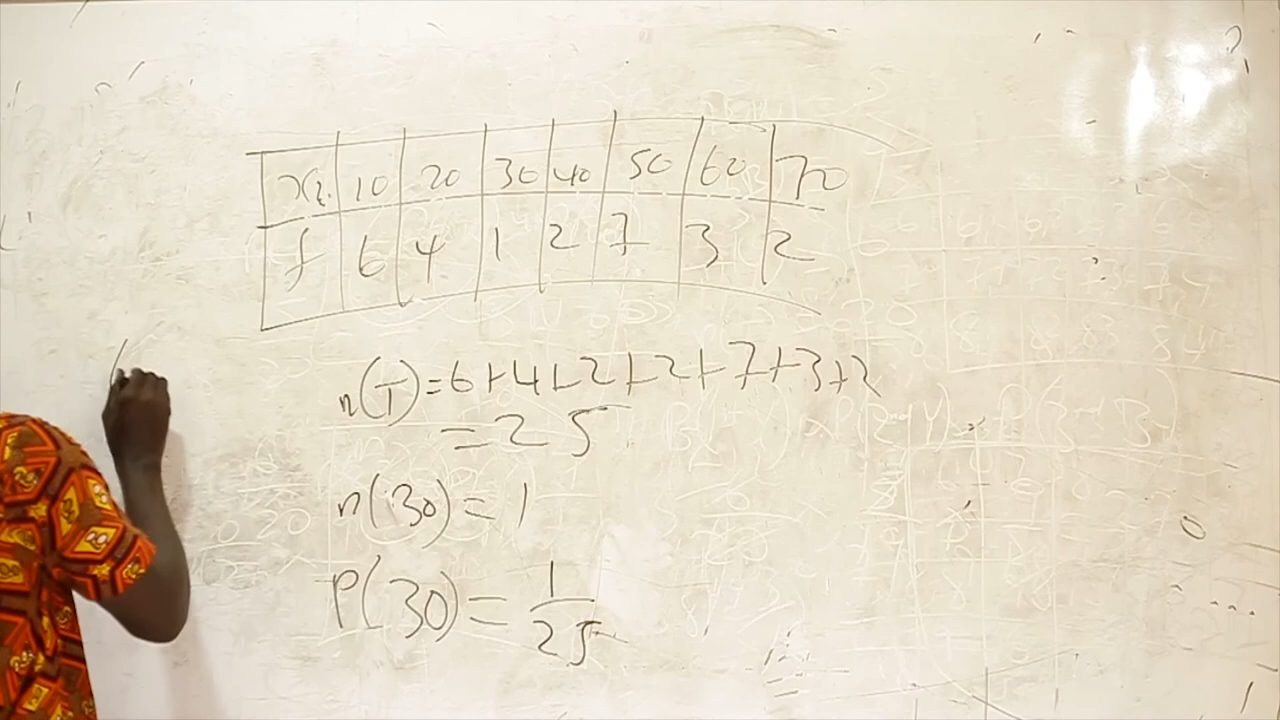 xi 10 20 30 40 50 60 70
f 6 4 1 2 7 3 2
n(T)=6+4+2+2+7+3+2
=25
n(30)=1
P(30)=1/25